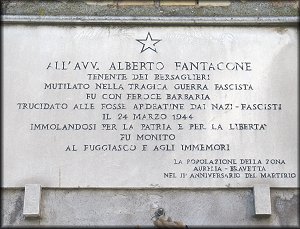 ALL'AVV. ALBERTO FANTACONE
TENENTE DEI BERSAGLIERI
MUTILATO NELLA TRAGICA GUERRA FASCISTA
FU CON FEROCE BARBARIA
TRUCIDATO ALLE FOSSE ARDEATINE DAI NAZI-FASCISTI
IL 24 MARZO 1944
IMMOLANDOSI PER LA PATRIA E PER LA LIBERTA'
FU MONITO
AL FUGGIASCO E AGLI IMMEMORI
LA POPOLAZIONE DELLA ZONA
AURELIA - BRAVETTA
NEL II° ANNIVERSARIO DEL MARTIRIO